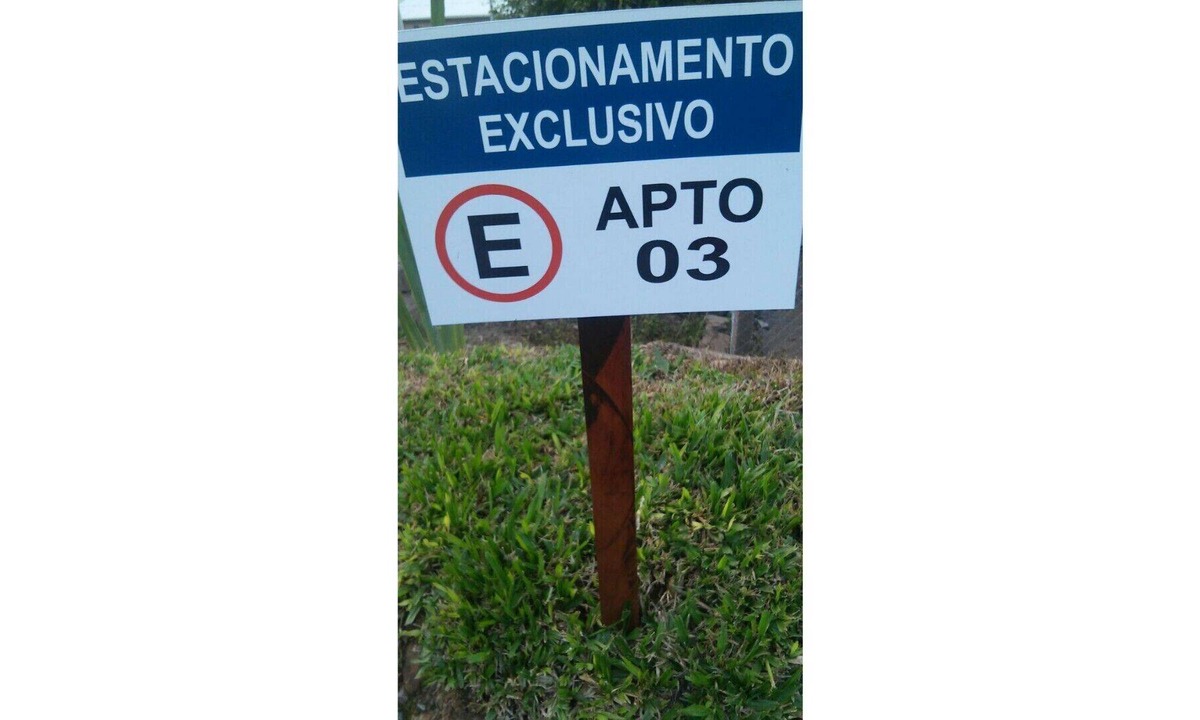 ESTACIONAMENTO
EXCLUSIVO
E
APTO
03